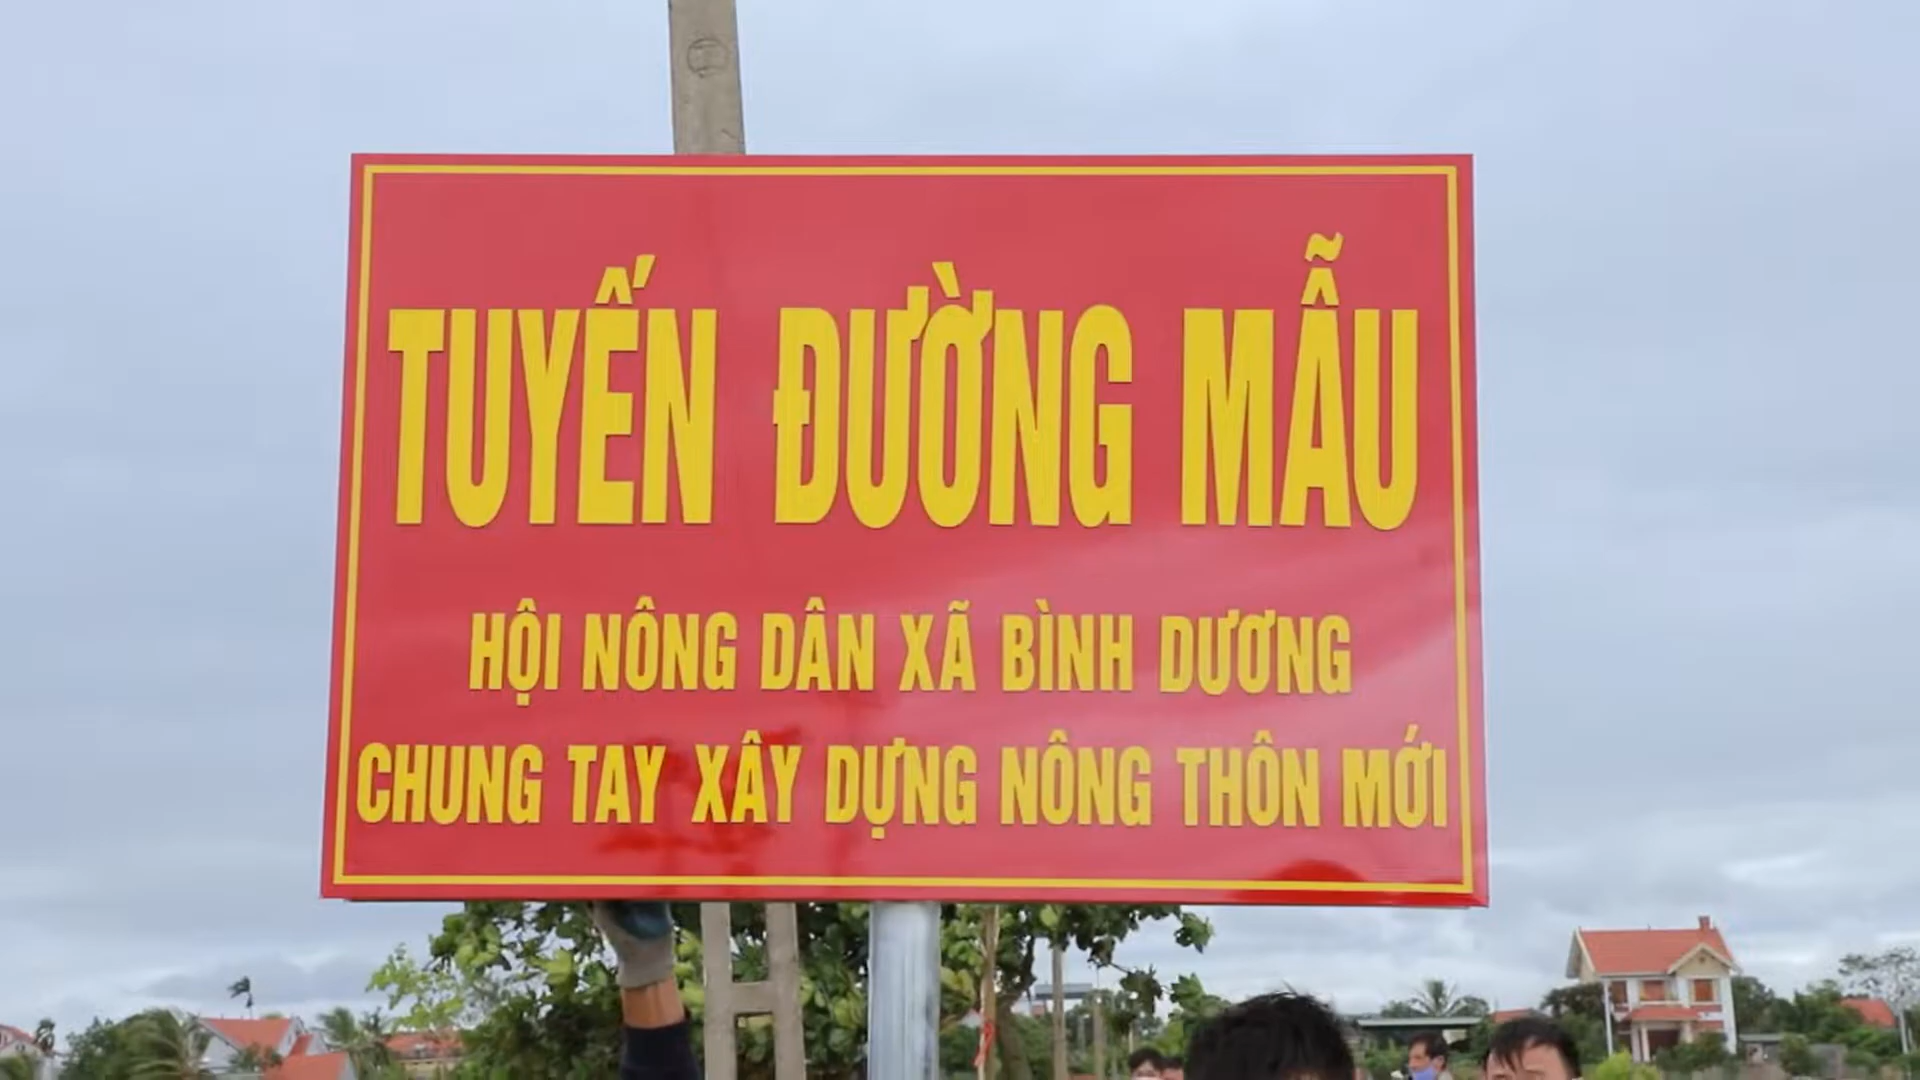 TUYẾN ĐƯỜNG MẪU
HỘI NÔNG DÂN XÃ BÌNH DƯƠNG
CHUNG TAY XÂY DỰNG NÔNG THÔN MỚI